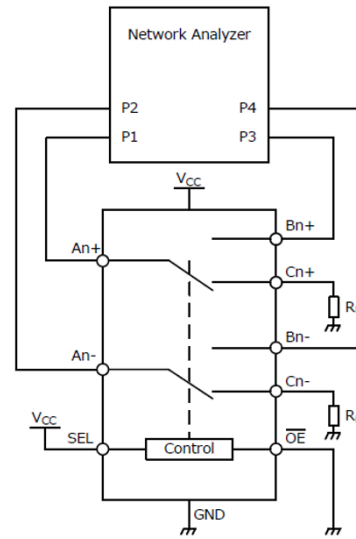 Network Analyzer
P2 P4
P1 P3
VCC
Bn+
An+
Cn+
R
Bn-
An-
Cn-
R
VCC
SEL Control OE
GND